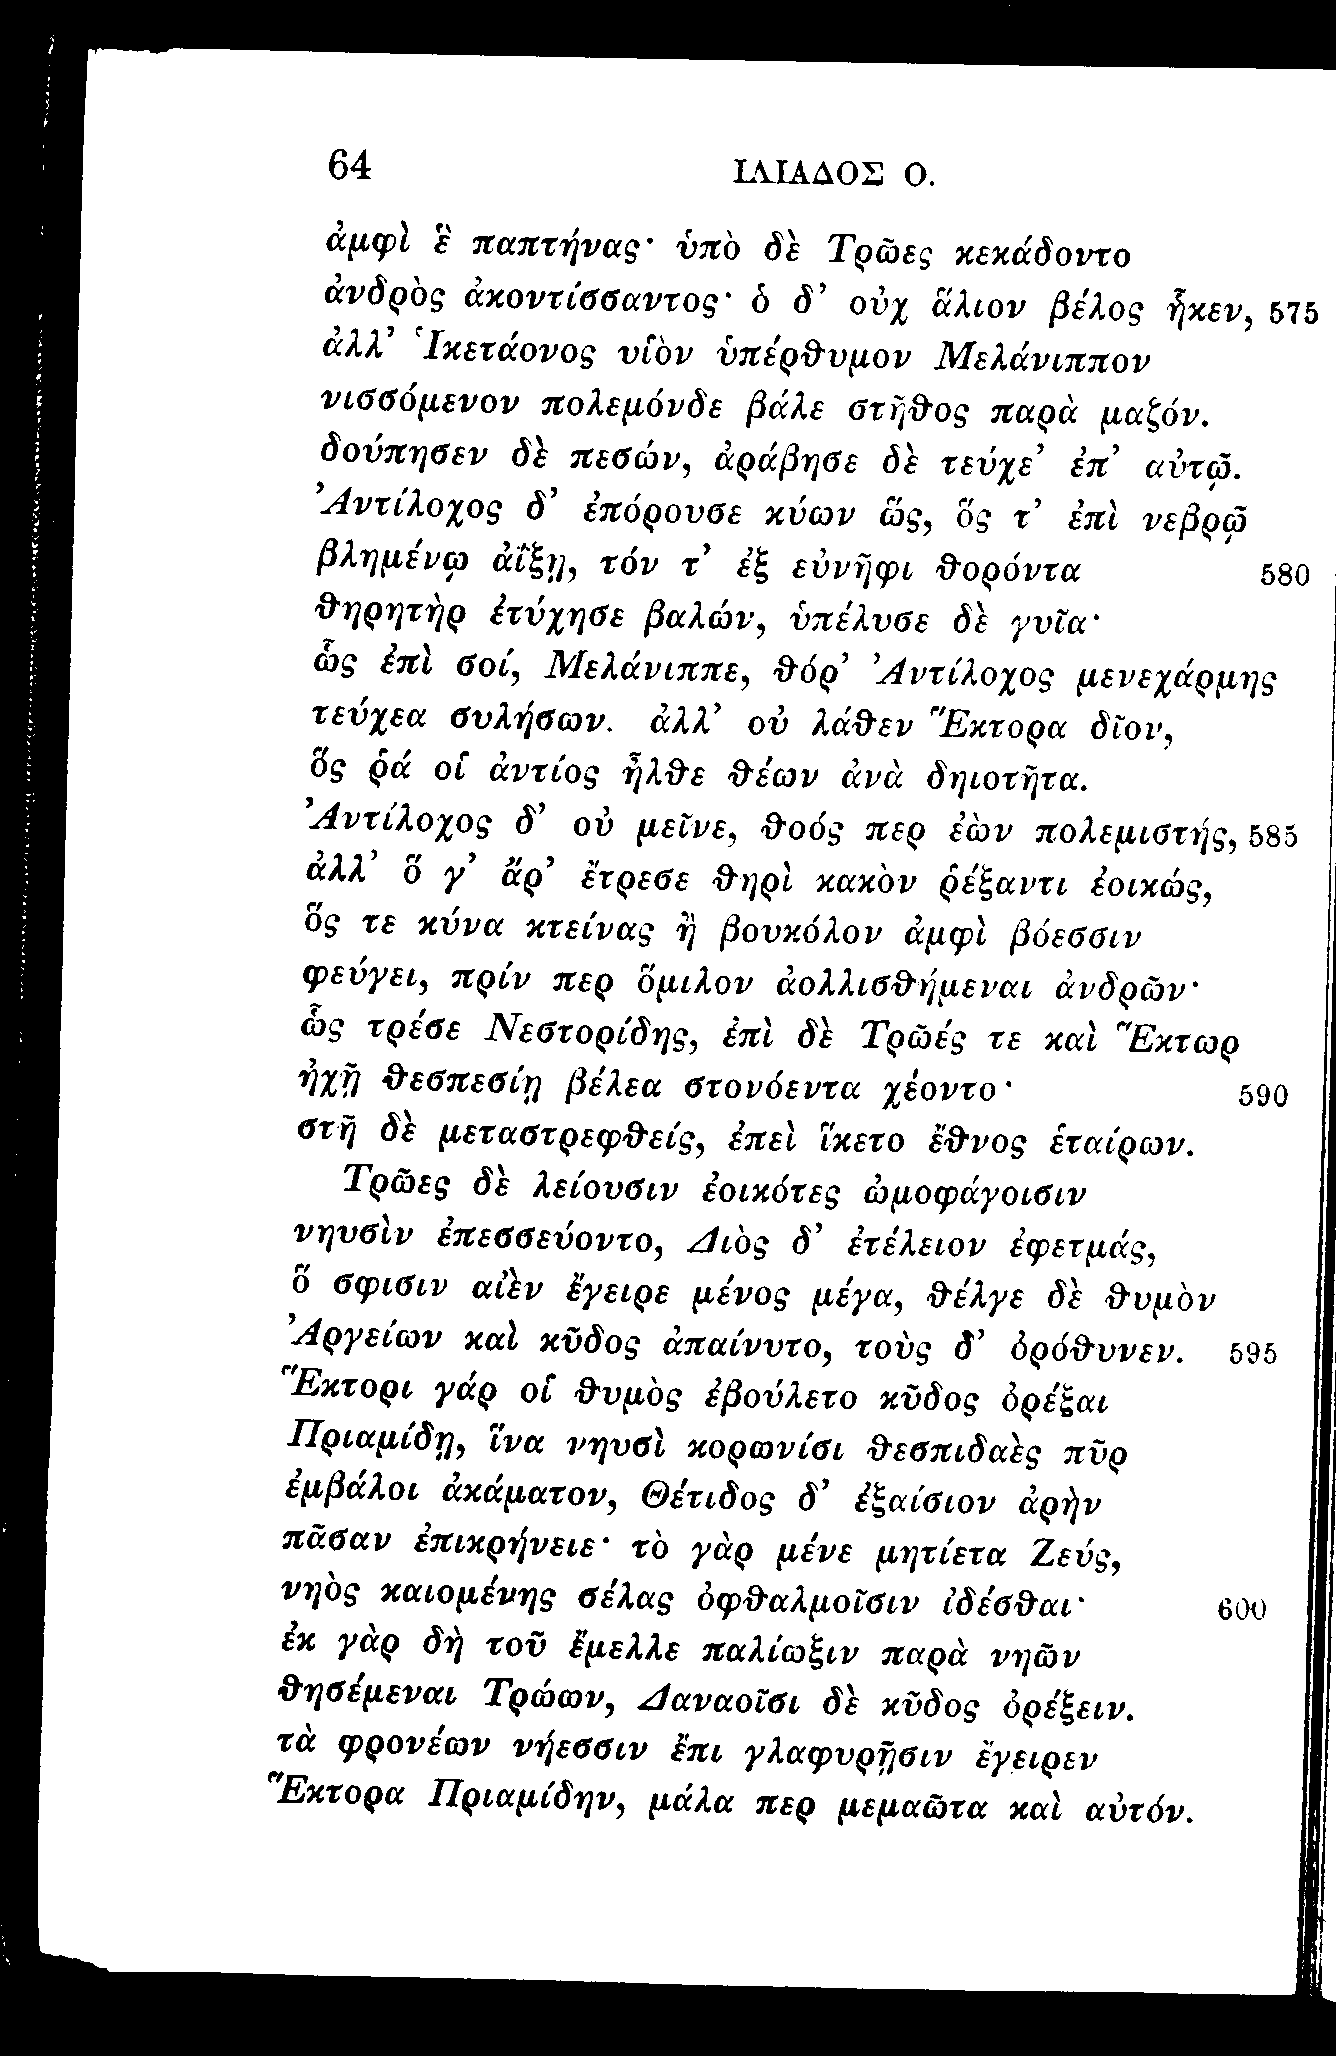 64 ΙΛΙΑΔΟΣ Ο.
ἀμφὶ ἓ παπτήνας· ὑπὸ δὲ Τρῶες κεκάδοντο
ἀνδρὸς ἀκοντίσσαντος· ὁ δ’ οὐχ ἅλιον βέλος ἧκεν, 575
ἀλλ’ Ἱκετάονος υἱὸν ὑπέρθυμον Μελάνιππον
νισσόμενον πολεμόνδε βάλε στῆθος παρὰ μαζόν.
δούπησεν δὲ πεσών, ἀράβησε δὲ τεύχε’ ἐπ’ αὐτῷ.
Ἀντίλοχος δ’ ἐπόρουσε κύων ὥς, ὅς τ’ ἐπὶ νεβρῷ
βλημένῳ ἀΐξῃ, τόν τ’ ἐξ εὐνῆφι θορόντα 580
θηρητὴρ ἐτύχησε βαλών, ὑπέλυσε δὲ γυῖα·
ὣς ἐπὶ σοί, Μελάνιππε, θόρ’ Ἀντίλοχος μενεχάρμης
τεύχεα συλήσων. ἀλλ’ οὐ λάθεν Ἕκτορα δῖον,
ὅς ῥά οἱ ἀντίος ἦλθε θέων ἀνὰ δηιοτῆτα.
Ἀντίλοχος δ’ οὐ μεῖνε, θοός περ ἐὼν πολεμιστής, 585
ἀλλ’ ὅ γ’ ἄρ’ ἔτρεσε θηρὶ κακὸν ῥέξαντι ἐοικώς,
ὅς τε κύνα κτείνας ἢ βουκόλον ἀμφὶ βόεσσιν
φεύγει, πρίν περ ὅμιλον ἀολλισθήμεναι ἀνδρῶν·
ὣς τρέσε Νεστορίδης, ἐπὶ δὲ Τρῶές τε καὶ Ἕκτωρ
ἠχῇ θεσπεσίῃ βέλεα στονόεντα χέοντο· 590
στῆ δὲ μεταστρεφθείς, ἐπεὶ ἵκετο ἔθνος ἑταίρων.
Τρῶες δὲ λείουσιν ἐοικότες ὠμοφάγοισιν
νηυσὶν ἐπεσσεύοντο, Διὸς δ’ ἐτέλειον ἐφετμάς,
ὅ σφισιν αἰὲν ἔγειρε μένος μέγα, θέλγε δὲ θυμὸν
Ἀργείων καὶ κῦδος ἀπαίνυτο, τοὺς δ’ ὀρόθυνεν. 595
Ἕκτορι γάρ οἱ θυμὸς ἐβούλετο κῦδος ὀρέξαι
Πριαμίδῃ, ἵνα νηυσὶ κορωνίσι θεσπιδαὲς πῦρ
ἐμβάλοι ἀκάματον, Θέτιδος δ’ ἐξαίσιον ἀρὴν
πᾶσαν ἐπικρήνειε· τὸ γὰρ μένε μητίετα Ζεύς,
νηὸς καιομένης σέλας ὀφθαλμοῖσιν ἰδέσθαι· 600
ἐκ γὰρ δὴ τοῦ ἔμελλε παλίωξιν παρὰ νηῶν
θησέμεναι Τρώων, Δαναοῖσι δὲ κῦδος ὀρέξειν.
τὰ φρονέων νήεσσιν ἔπι γλαφυρῇσιν ἔγειρεν
Ἕκτορα Πριαμίδην, μάλα περ μεμαῶτα καὶ αὐτόν.